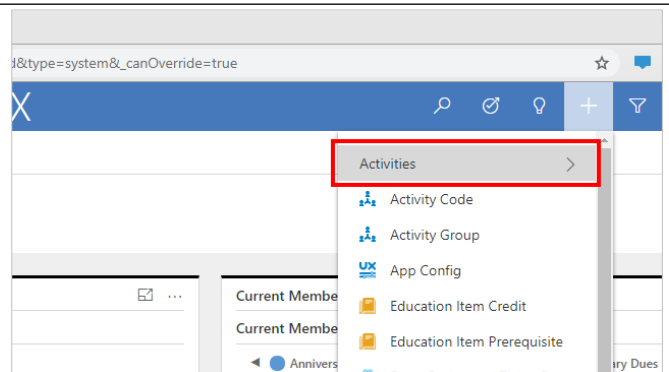 d&type=system&_canOverride=true
X
Activities
Activity Code
Activity Group
App Config
Education Item Credit
Education Item Prerequisite
Current Membe
Current Membe
Annivers
ary Dues